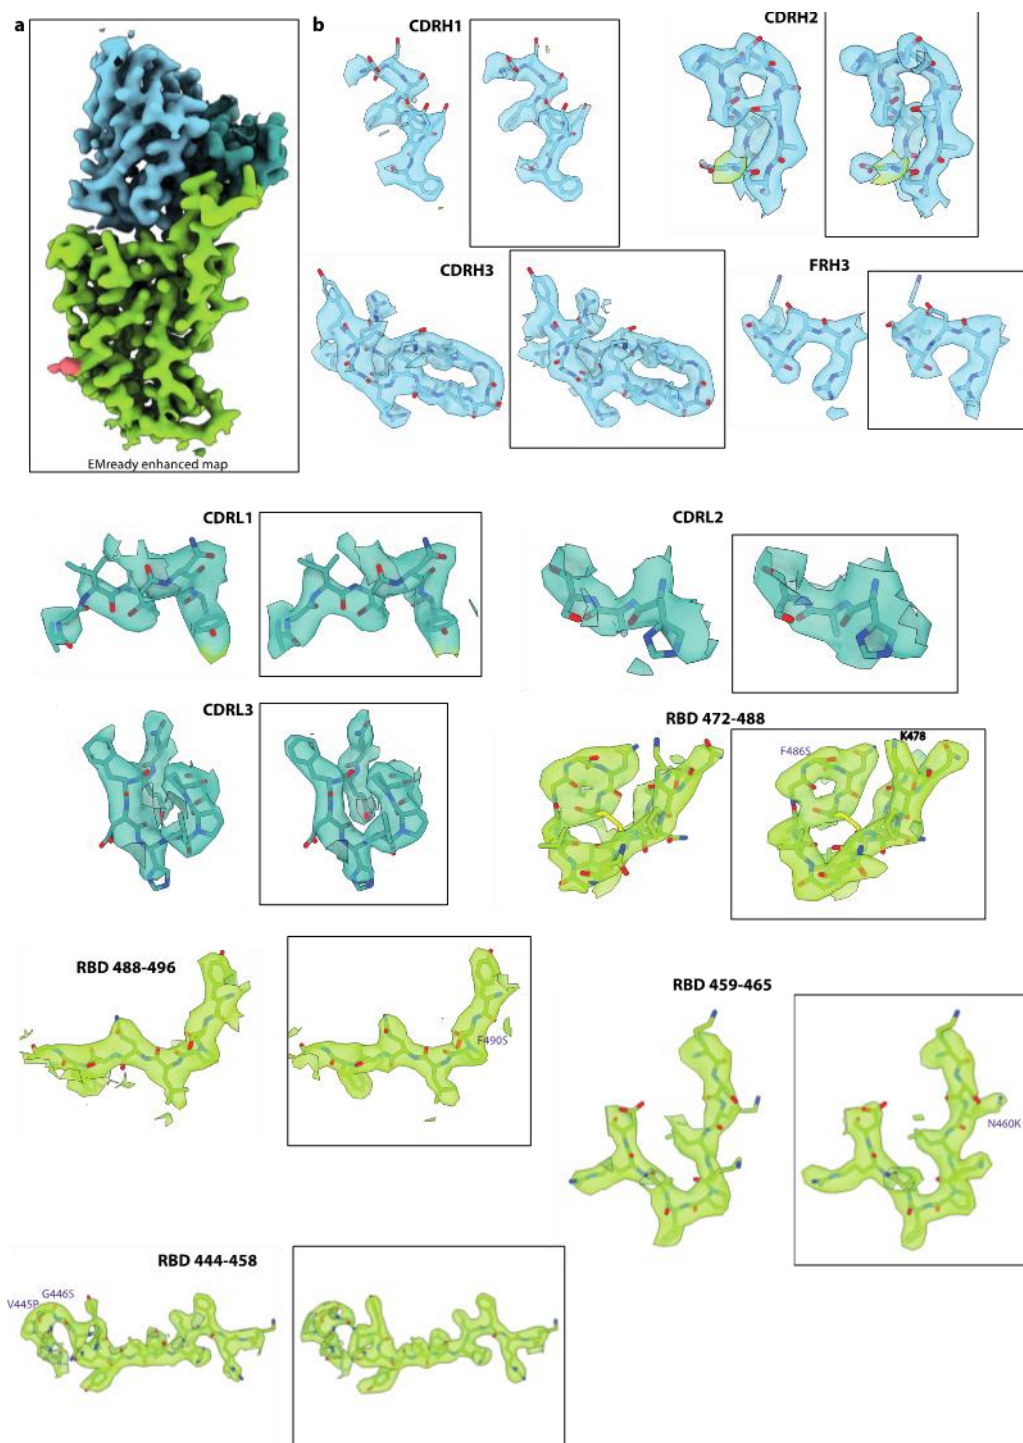 a
b
CDRH1
CDRH2
CDRH3
FRH3
EMready enhanced map
CDRL1
CDRL2
CDRL3
RBD 472-488
F486S
K478
RBD 488-496
F490S
RBD 459-465
N460K
RBD 444-458
G446S
V445P